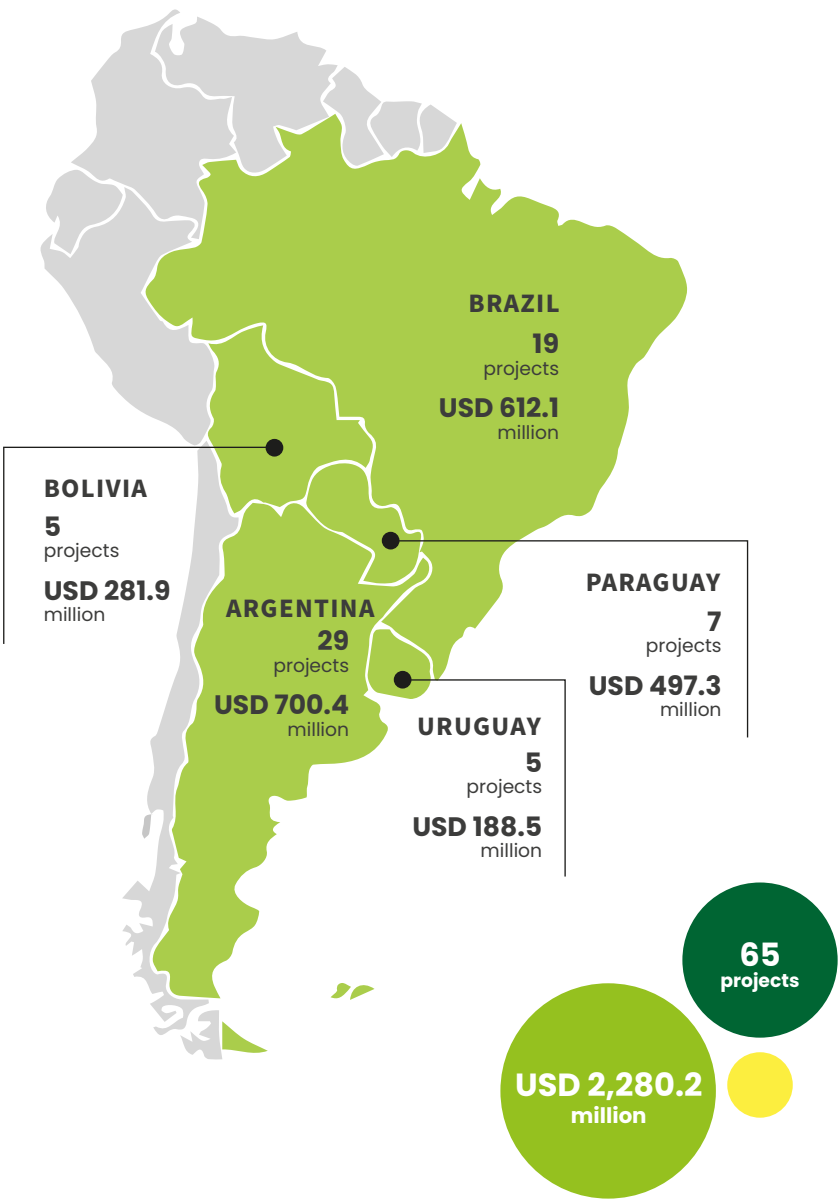 BRAZIL
19
projects
USD 612.1
million
BOLIVIA
5
projects
USD 281.9
million
PARAGUAY
7
projects
USD 497.3
million
ARGENTINA
29
projects
USD 700.4
million
URUGUAY
5
projects
USD 188.5
million
65
projects
USD 2,280.2
million